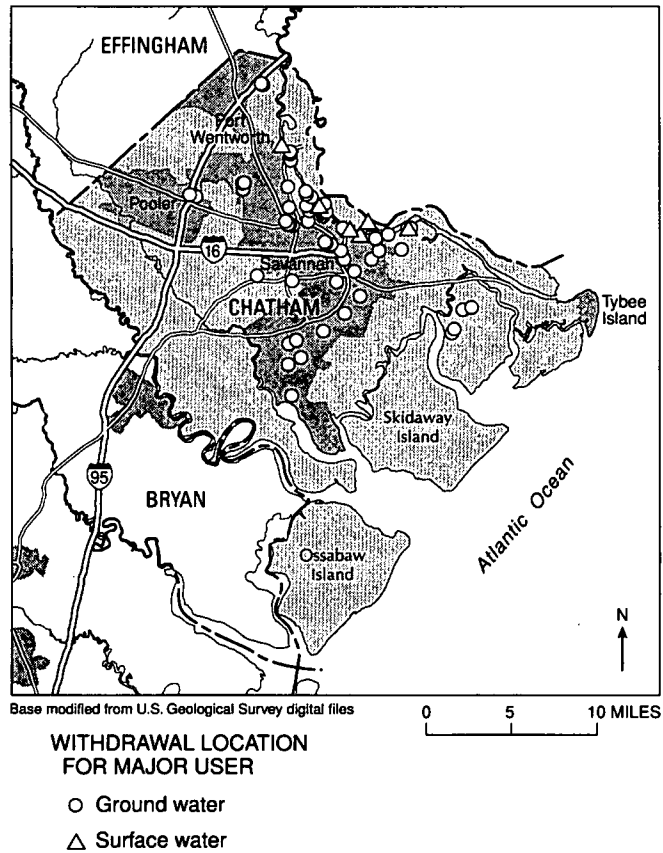 EFFINGHAM
Port
Wentworth
Pooler
16
Savannah
CHATHAM
Tybee
Island
Skidaway
Island
95
BRYAN
Atlantic Ocean
Ossabaw
Island
N
Base modified from U.S. Geological Survey digital files
0 5 10 MILES
WITHDRAWAL LOCATION
FOR MAJOR USER
Ground water
Surface water